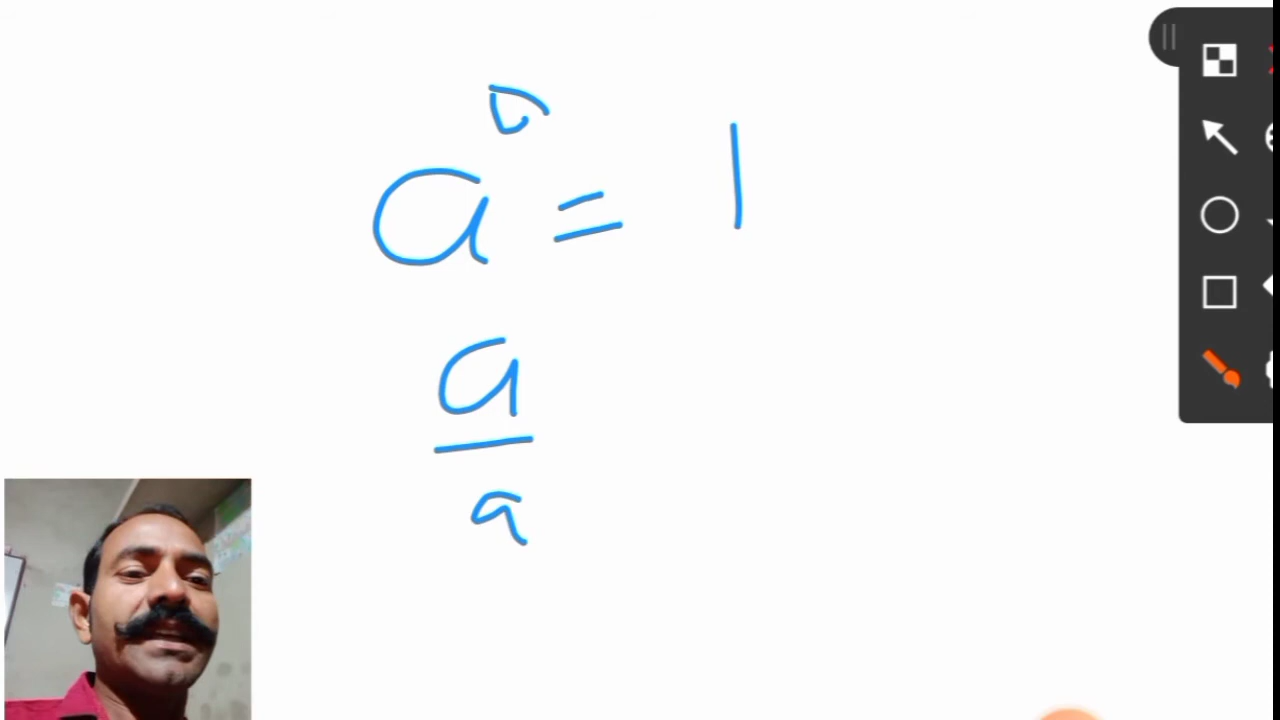 a⁰ = 1
a
—
a